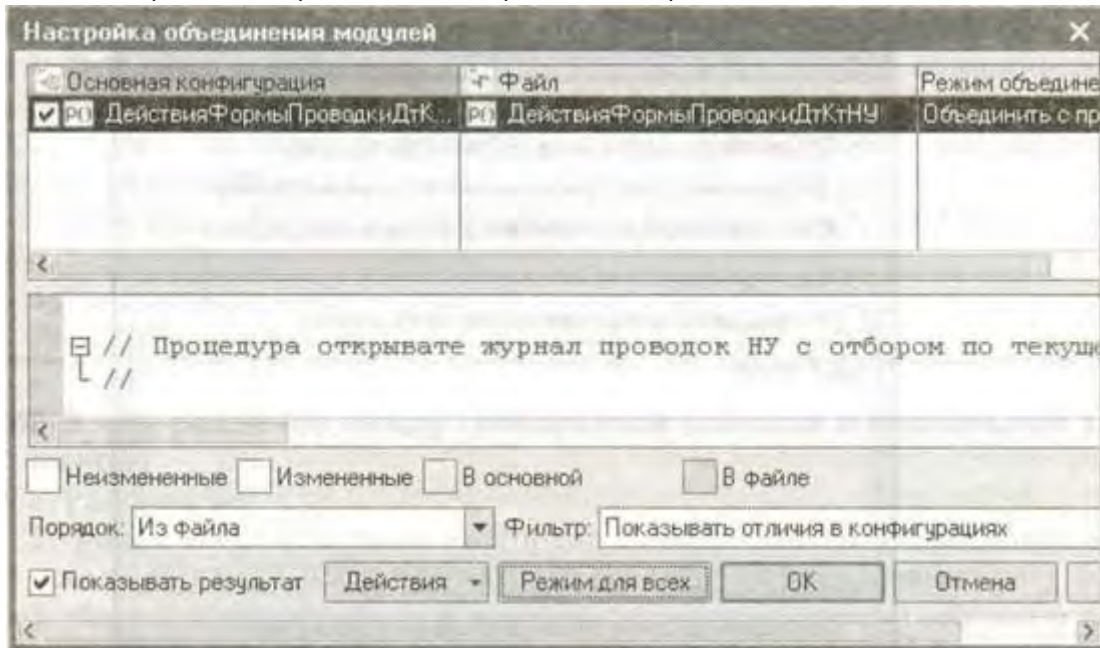 Настройка объединения модулей
Основная конфигурация Файл Режим объедине
ДействияФормыПроводкиДтК... ДействияФормыПроводкиДтКтНУ Объединить с пр
// Процедура открывате журнал проводок НУ с отбором по текуще
//
Неизмененные Измененные В основной В файле
Порядок: Из файла Фильтр: Показывать отличия в конфигурациях
Показывать результат Действия Режим для всех OK Отмена